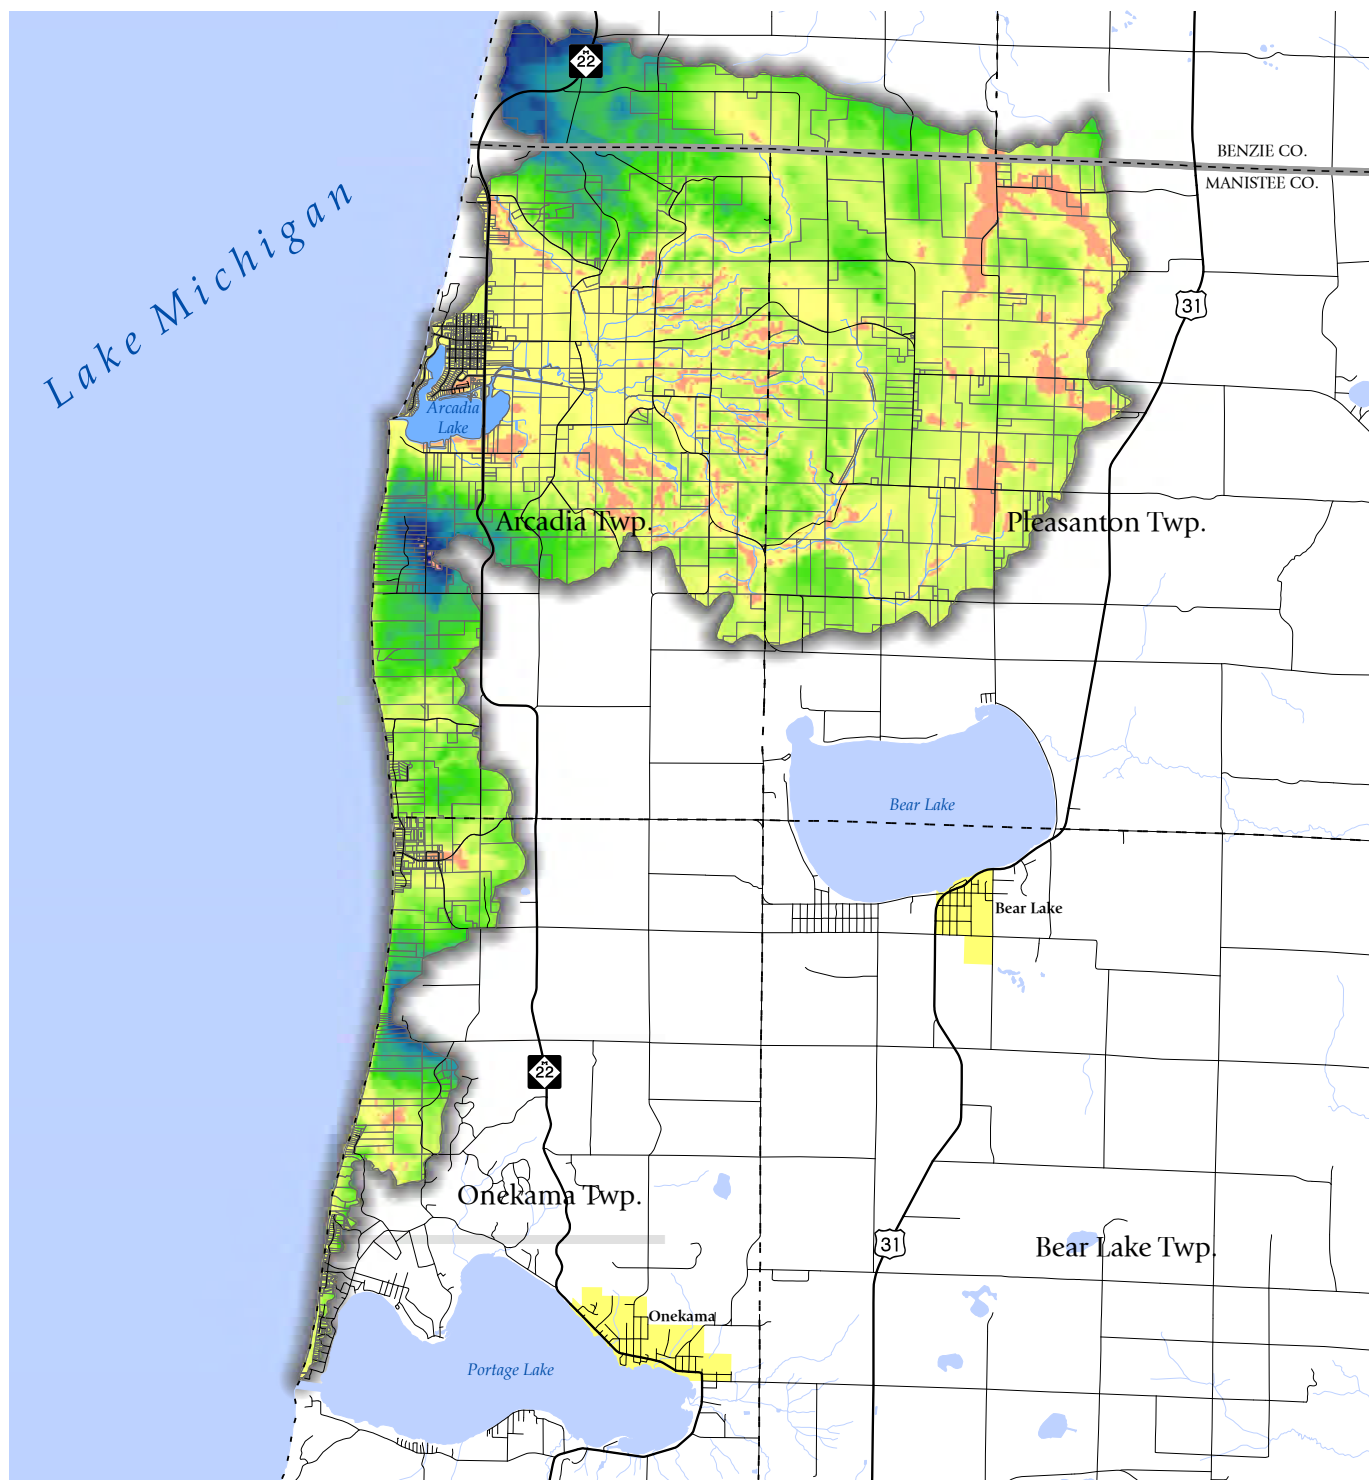 M
22
BENZIE CO.
MANISTEE CO.
Lake Michigan
31
Arcadia
Lake
Arcadia Twp.
Pleasanton Twp.
Bear Lake
Bear Lake
M
22
Onekama Twp.
31
Bear Lake Twp.
Onekama
Portage Lake